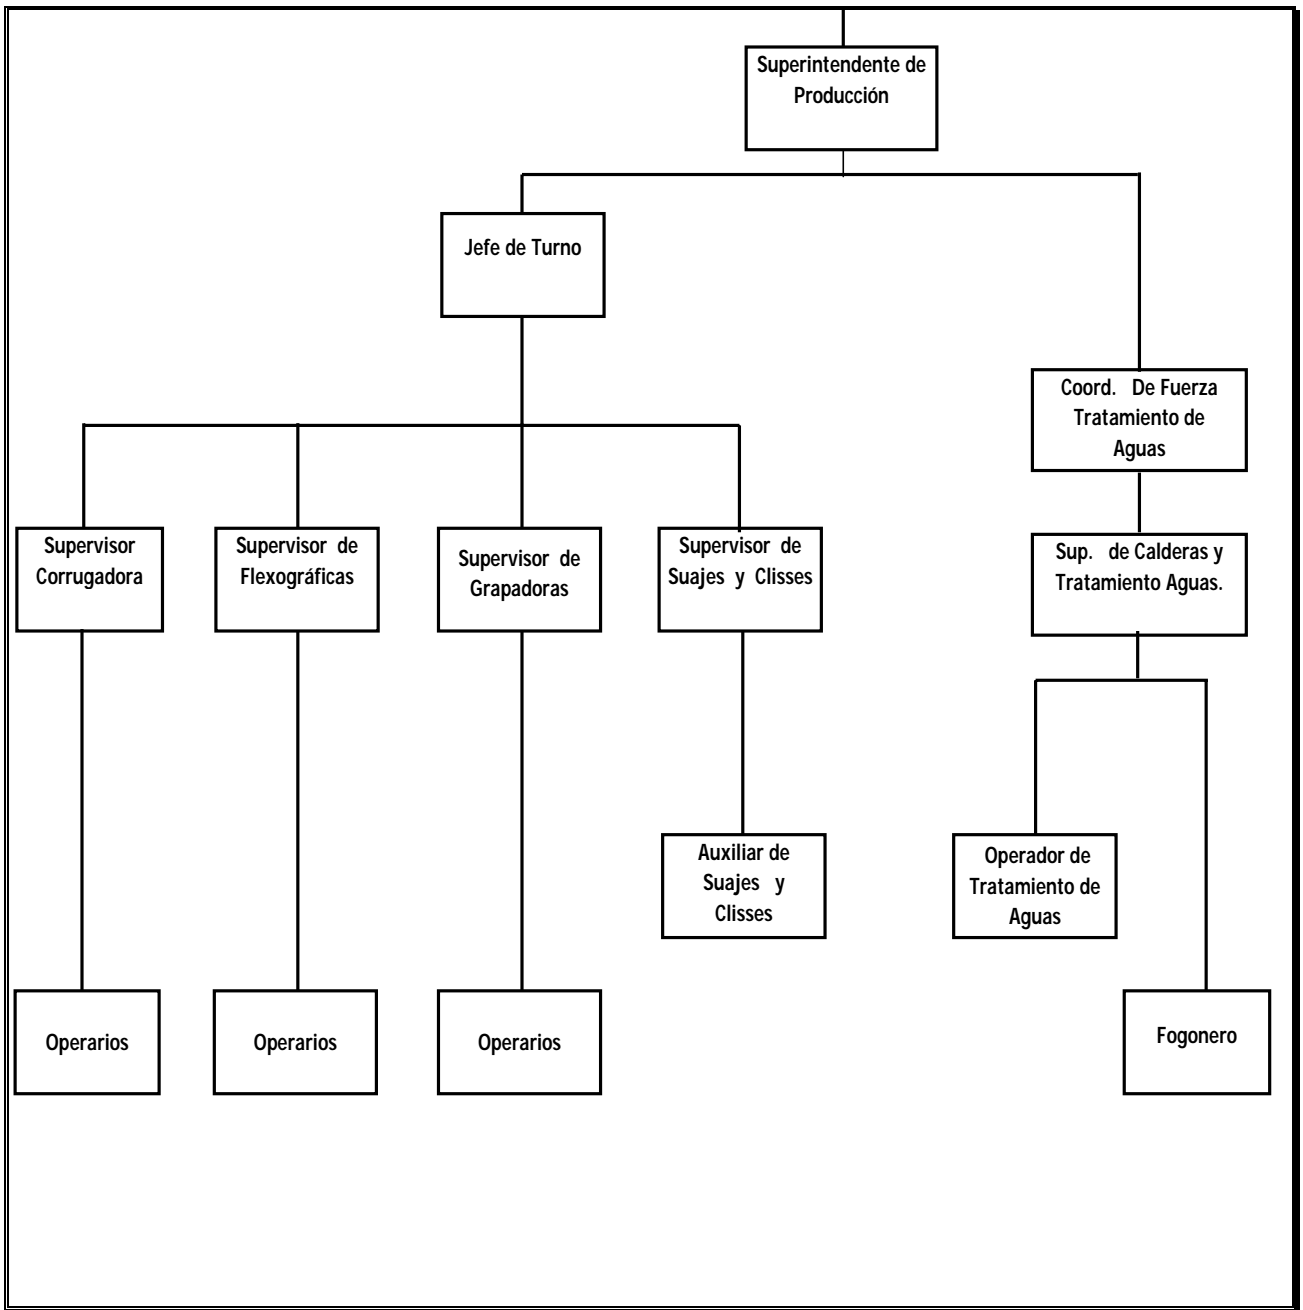 Superintendente de
Producción
Jefe de Turno
Coord. De Fuerza
Tratamiento de
Aguas
Supervisor
Corrugadora
Supervisor de
Flexográficas
Supervisor de
Grapadoras
Supervisor de
Suajes y Clisses
Sup. de Calderas y
Tratamiento Aguas.
Auxiliar de
Suajes y
Clisses
Operador de
Tratamiento de
Aguas
Operarios
Operarios
Operarios
Fogonero